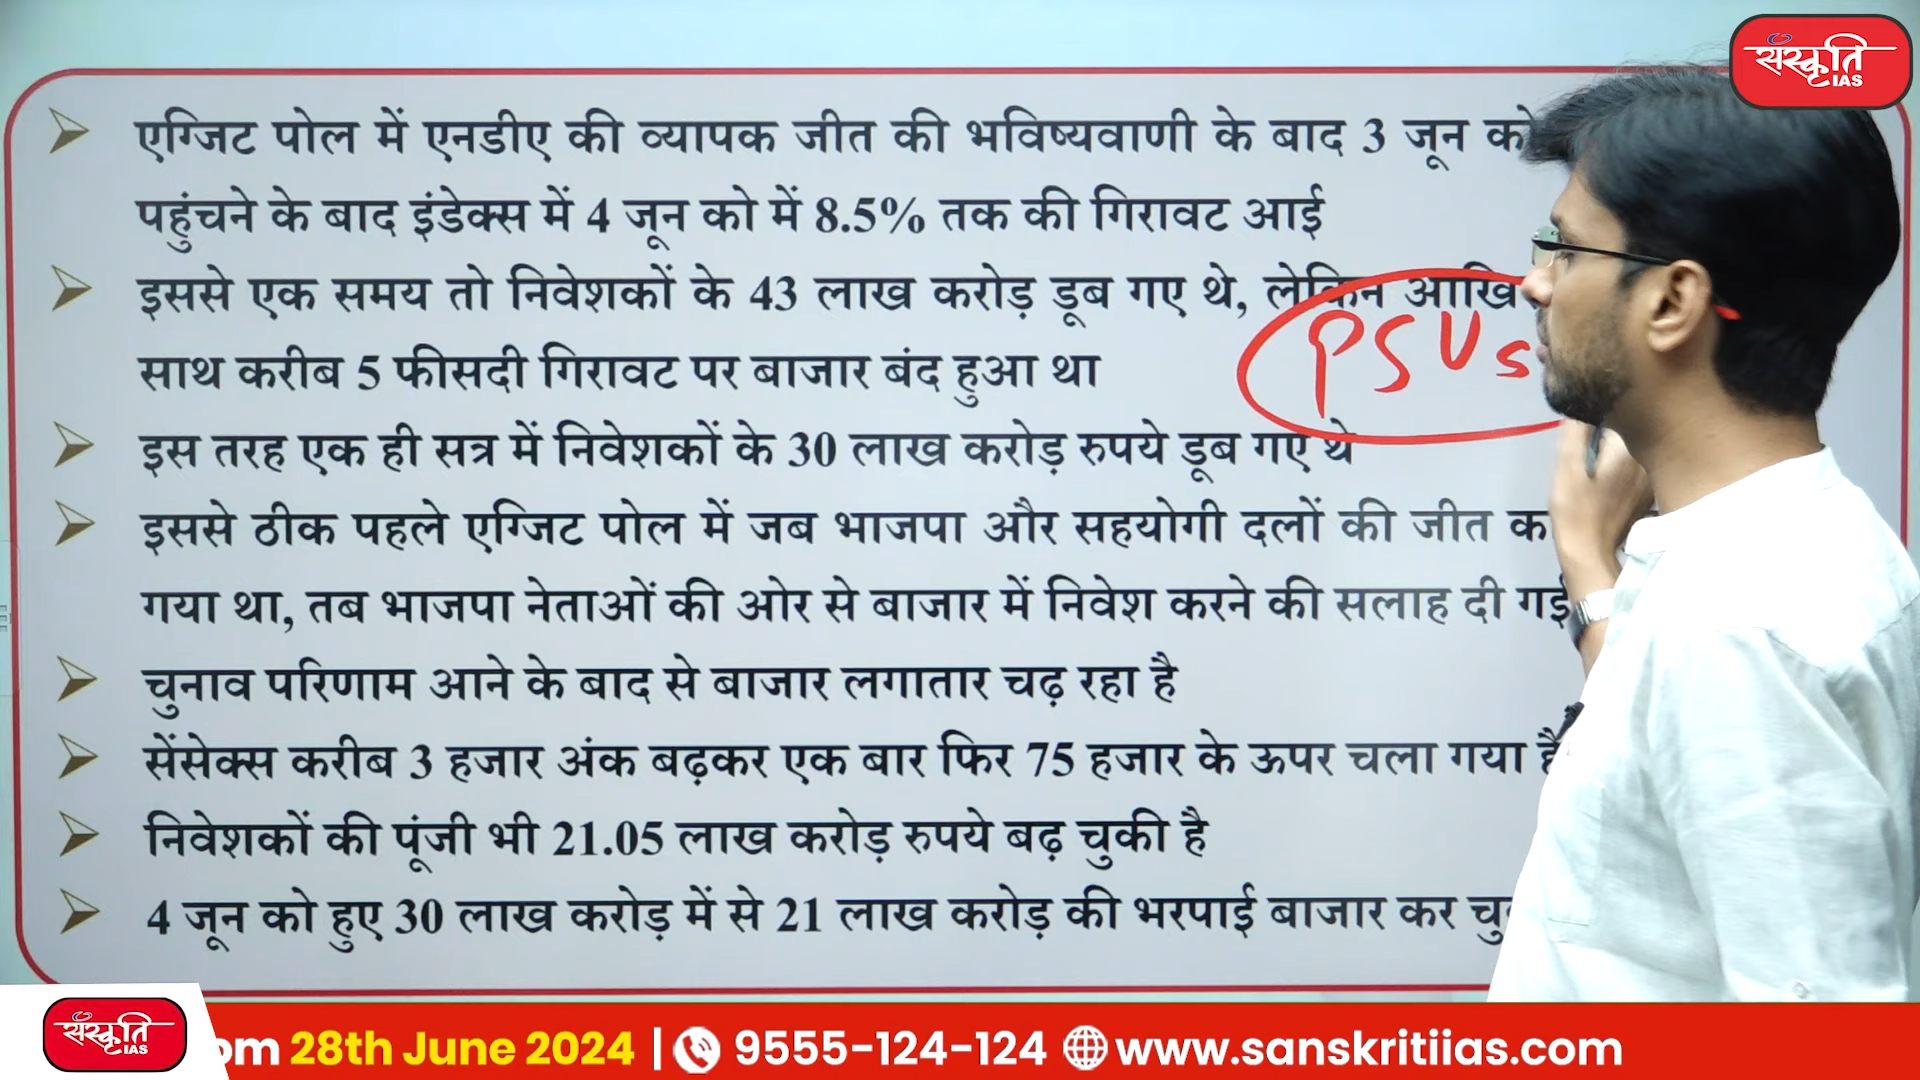 संस्कृति
IAS
एग्जिट पोल में एनडीए की व्यापक जीत की भविष्यवाणी के बाद 3 जून को
पहुंचने के बाद इंडेक्स में 4 जून को में 8.5% तक की गिरावट आई
इससे एक समय तो निवेशकों के 43 लाख करोड़ डूब गए थे, लेकिन
PSUs
साथ करीब 5 फीसदी गिरावट पर बाजार बंद हुआ था
इस तरह एक ही सत्र में निवेशकों के 30 लाख करोड़ रुपये डूब गए थे
इससे ठीक पहले एग्जिट पोल में जब भाजपा और सहयोगी दलों की जीत
गया था, तब भाजपा नेताओं की ओर से बाजार में निवेश करने की सलाह दी गई
चुनाव परिणाम आने के बाद से बाजार लगातार चढ़ रहा है
सेंसेक्स करीब 3 हजार अंक बढ़कर एक बार फिर 75 हजार के ऊपर चला गया है
निवेशकों की पूंजी भी 21.05 लाख करोड़ रुपये बढ़ चुकी है
4 जून को हुए 30 लाख करोड़ में से 21 लाख करोड़ की भरपाई बाजार कर
संस्कृति
IAS
om 28th June 2024 | 9555-124-124 www.sanskritiias.com